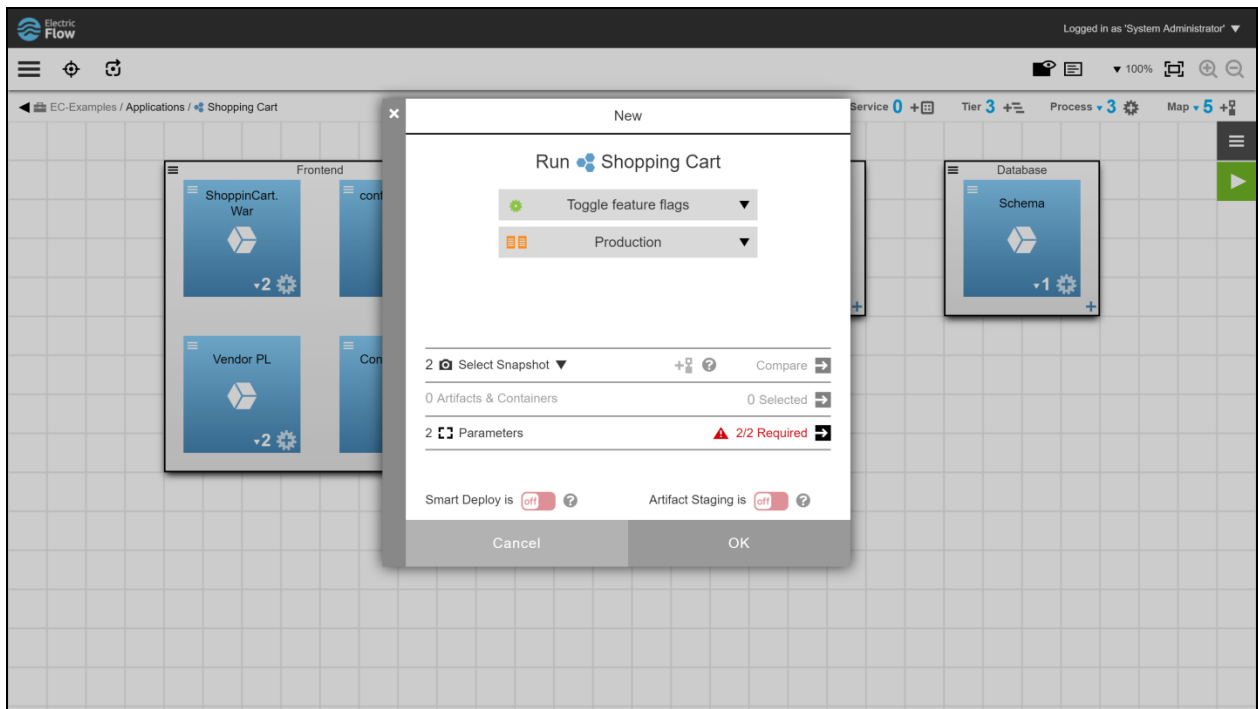 Electric
Flow
Logged in as 'System Administrator'
100%
EC-Examples / Applications / Shopping Cart
Service 0
Tier 3
Process 3
Map 5
New
Run Shopping Cart
Toggle feature flags
Production
2 Select Snapshot
Compare
0 Artifacts & Containers
0 Selected
2 Parameters
2/2 Required
Smart Deploy is off
Artifact Staging is off
Cancel
OK
Frontend
ShoppinCart.
War
2
conf
Vendor PL
2
Con
Database
Schema
1